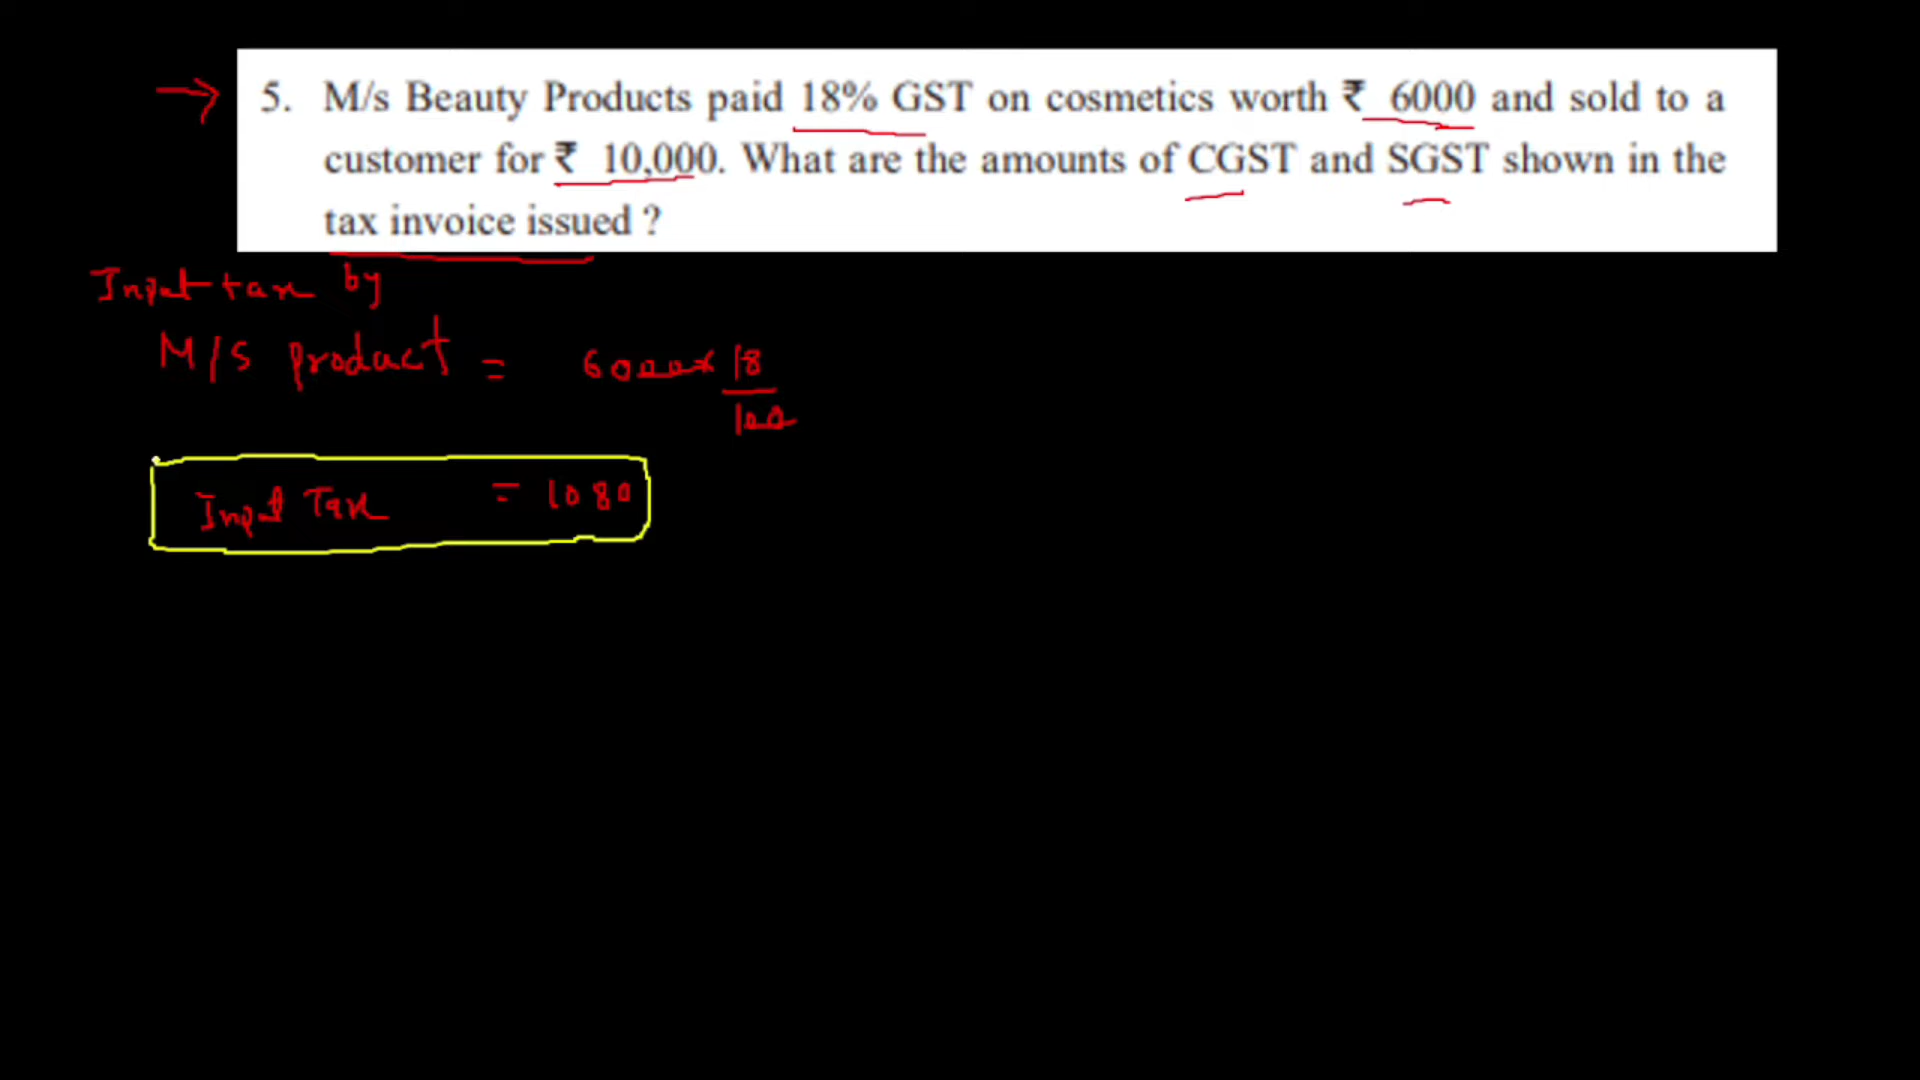 5. M/s Beauty Products paid 18% GST on cosmetics worth ₹ 6000 and sold to a
customer for ₹ 10,000. What are the amounts of CGST and SGST shown in the
tax invoice issued ?
Input tax by
M/S product = 6000 × 18
100
Input Tax = 1080